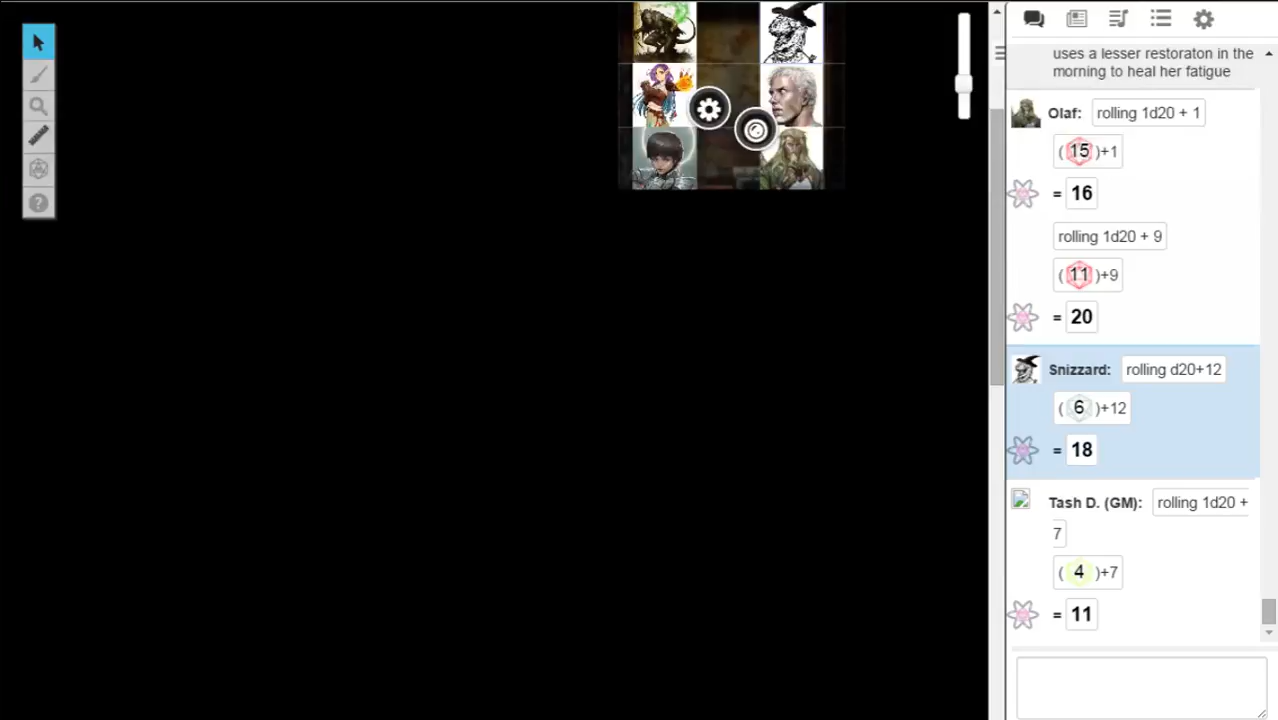 uses a lesser restoraton in the
morning to heal her fatigue
Olaf: rolling 1d20 + 1
(15)+1
= 16
rolling 1d20 + 9
(11)+9
= 20
Snizzard: rolling d20+12
(6)+12
= 18
Tash D. (GM): rolling 1d20 +
7
(4)+7
= 11